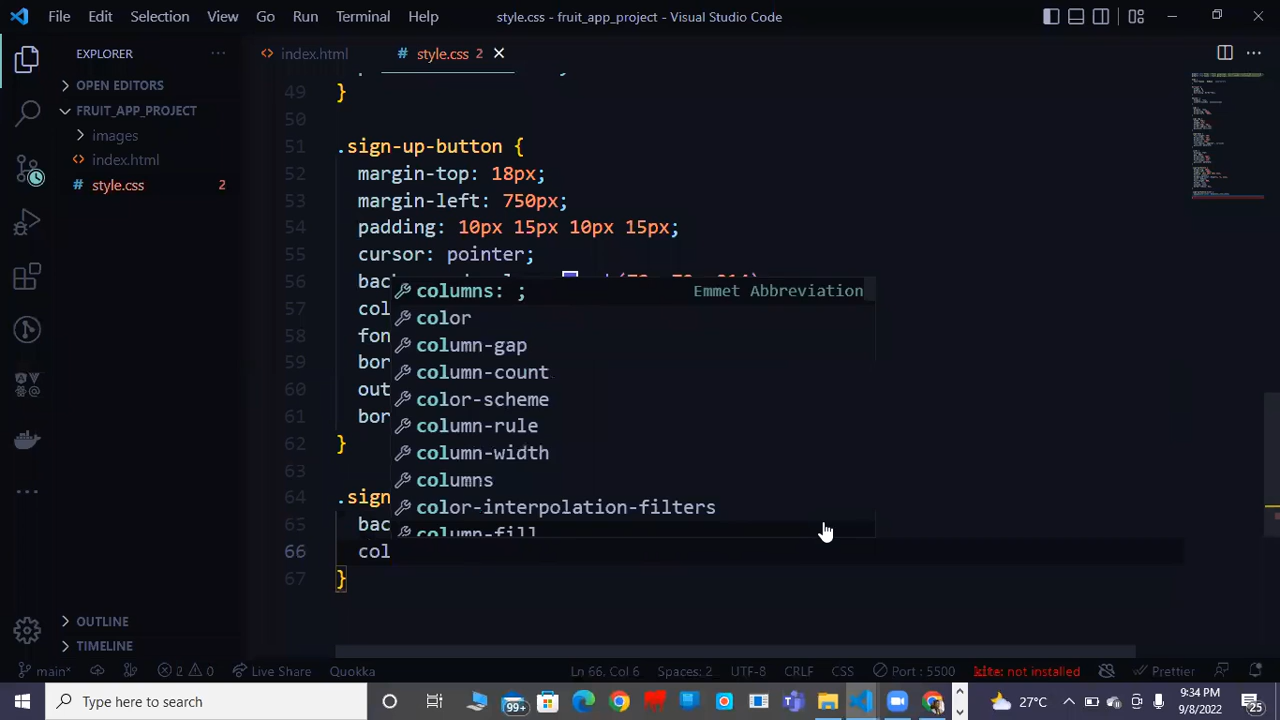 File Edit Selection View Go Run Terminal Help style.css - fruit_app_project - Visual Studio Code
EXPLORER ··· index.html style.css 2
OPEN EDITORS
FRUIT_APP_PROJECT
images
index.html
style.css 2
49 }
50
51 .sign-up-button {
52 margin-top: 18px;
53 margin-left: 750px;
54 padding: 10px 15px 10px 15px;
55 cursor: pointer;
56 bac
57 col
58 fon
59 bor
60 out
61 bor
62 }
63
64 .sign
65 bac
66 col
67 }
columns: ; Emmet Abbreviation
color
column-gap
column-count
color-scheme
column-rule
column-width
columns
color-interpolation-filters
column-fill
OUTLINE
TIMELINE
main* 2 0 Live Share Quokka Ln 66, Col 6 Spaces: 2 UTF-8 CRLF CSS Port : 5500 kite: not installed Prettier
Type here to search 99+ 27°C 9:34 PM
9/8/2022 25